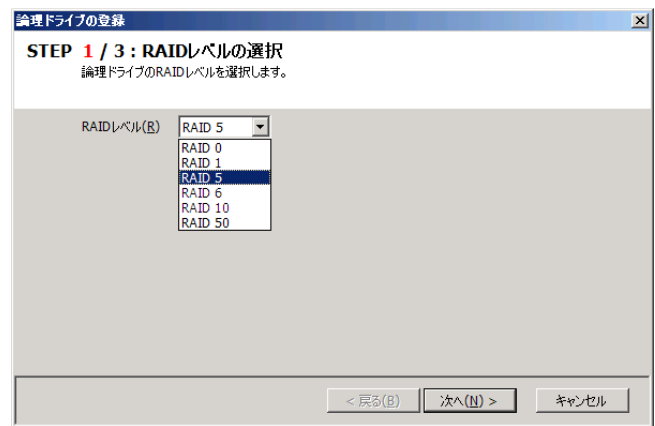 論理ドライブの登録
STEP 1 / 3 : RAIDレベルの選択
論理ドライブのRAIDレベルを選択します。
RAIDレベル(R) RAID 5
RAID 0
RAID 1
RAID 5
RAID 6
RAID 10
RAID 50
< 戻る(B) 次へ(N) > キャンセル